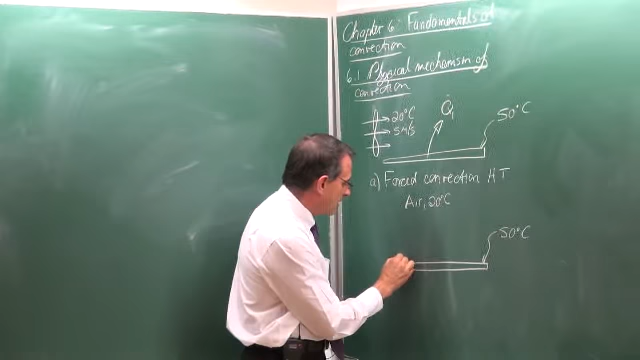 Chapter 6: Fundamentals of
convection
6.1 Physical mechanism of
convection
20°C
5 m/s
Q̇₁
50°C
a) Forced convection HT
Air, 20°C
50°C